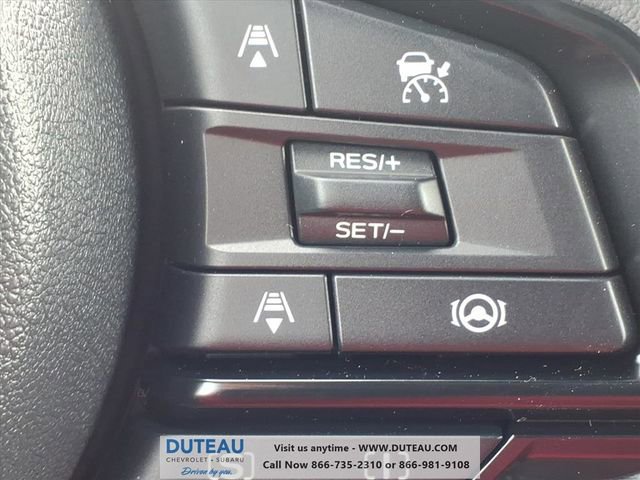 RES/+
SET/–
DUTEAU
CHEVROLET • SUBARU
Driven by you.
Visit us anytime - WWW.DUTEAU.COM
Call Now 866-735-2310 or 866-981-9108